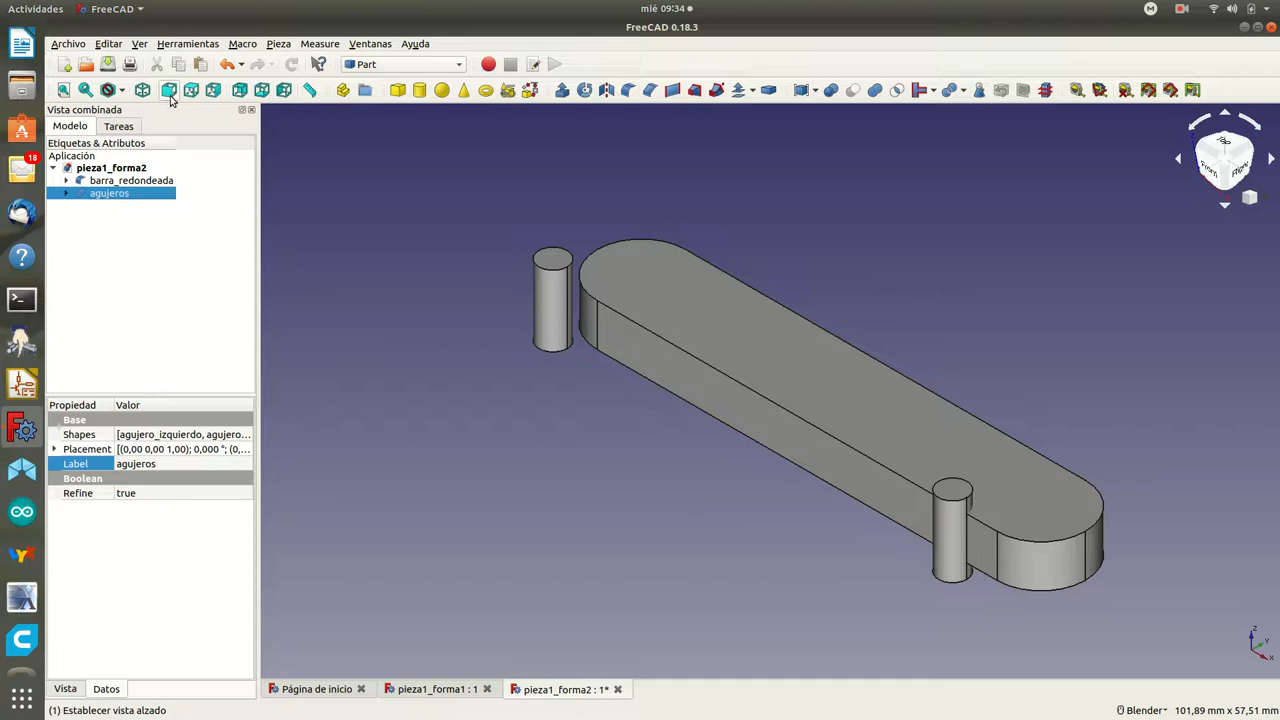 Actividades FreeCAD mié 09:34
FreeCAD 0.18.3
Archivo Editar Ver Herramientas Macro Pieza Measure Ventanas Ayuda
Part
Vista combinada
Modelo Tareas
Etiquetas & Atributos
Aplicación
pieza1_forma2
barra_redondeada
agujeros
18
Propiedad Valor
Base
Shapes [agujero_izquierdo, agujero...
Placement [(0,00 0,00 1,00); 0,000 °; (0,...
Label agujeros
Boolean
Refine true
Vista Datos
Página de inicio pieza1_forma1 : 1 pieza1_forma2 : 1*
(1) Establecer vista alzado
Blender 101,89 mm x 57,51 mm